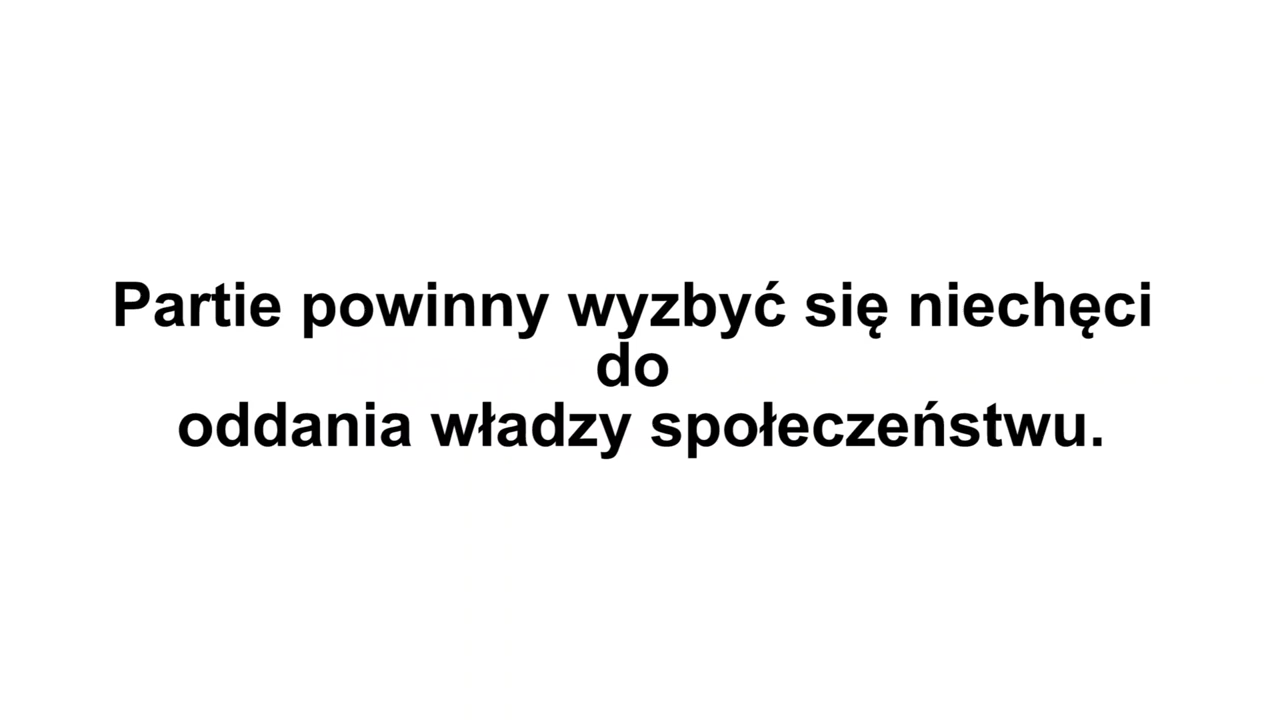 Partie powinny wyzbyć się niechęci
do
oddania władzy społeczeństwu.